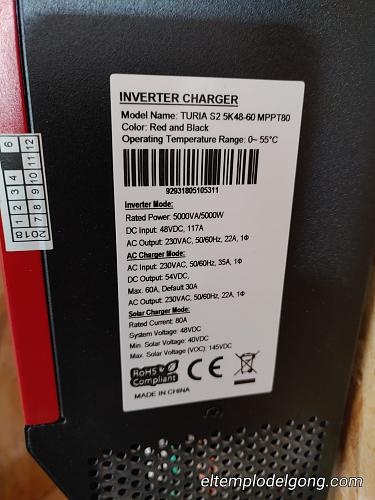 INVERTER CHARGER
Model Name: TURIA S2 5K48-60 MPPT80
Color: Red and Black
Operating Temperature Range: 0~ 55°C
92931805105311
Inverter Mode:
Rated Power: 5000VA/5000W
DC Input: 48VDC, 117A
AC Output: 230VAC, 50/60Hz, 22A, 1Φ
AC Charger Mode:
AC Input: 230VAC, 50/60Hz, 35A, 1Φ
DC Output: 54VDC,
Max. 60A, Default 30A
AC Output: 230VAC, 50/60Hz, 22A, 1Φ
Solar Charger Mode:
Rated Current: 80A
System Voltage: 48VDC
Min. Solar Voltage: 40VDC
Max. Solar Voltage (VOC): 145VDC
RoHS
Compliant
CE
MADE IN CHINA
2018
1 2 3 4 6
7 8 9 10 11 12
eltemplodelgong.com